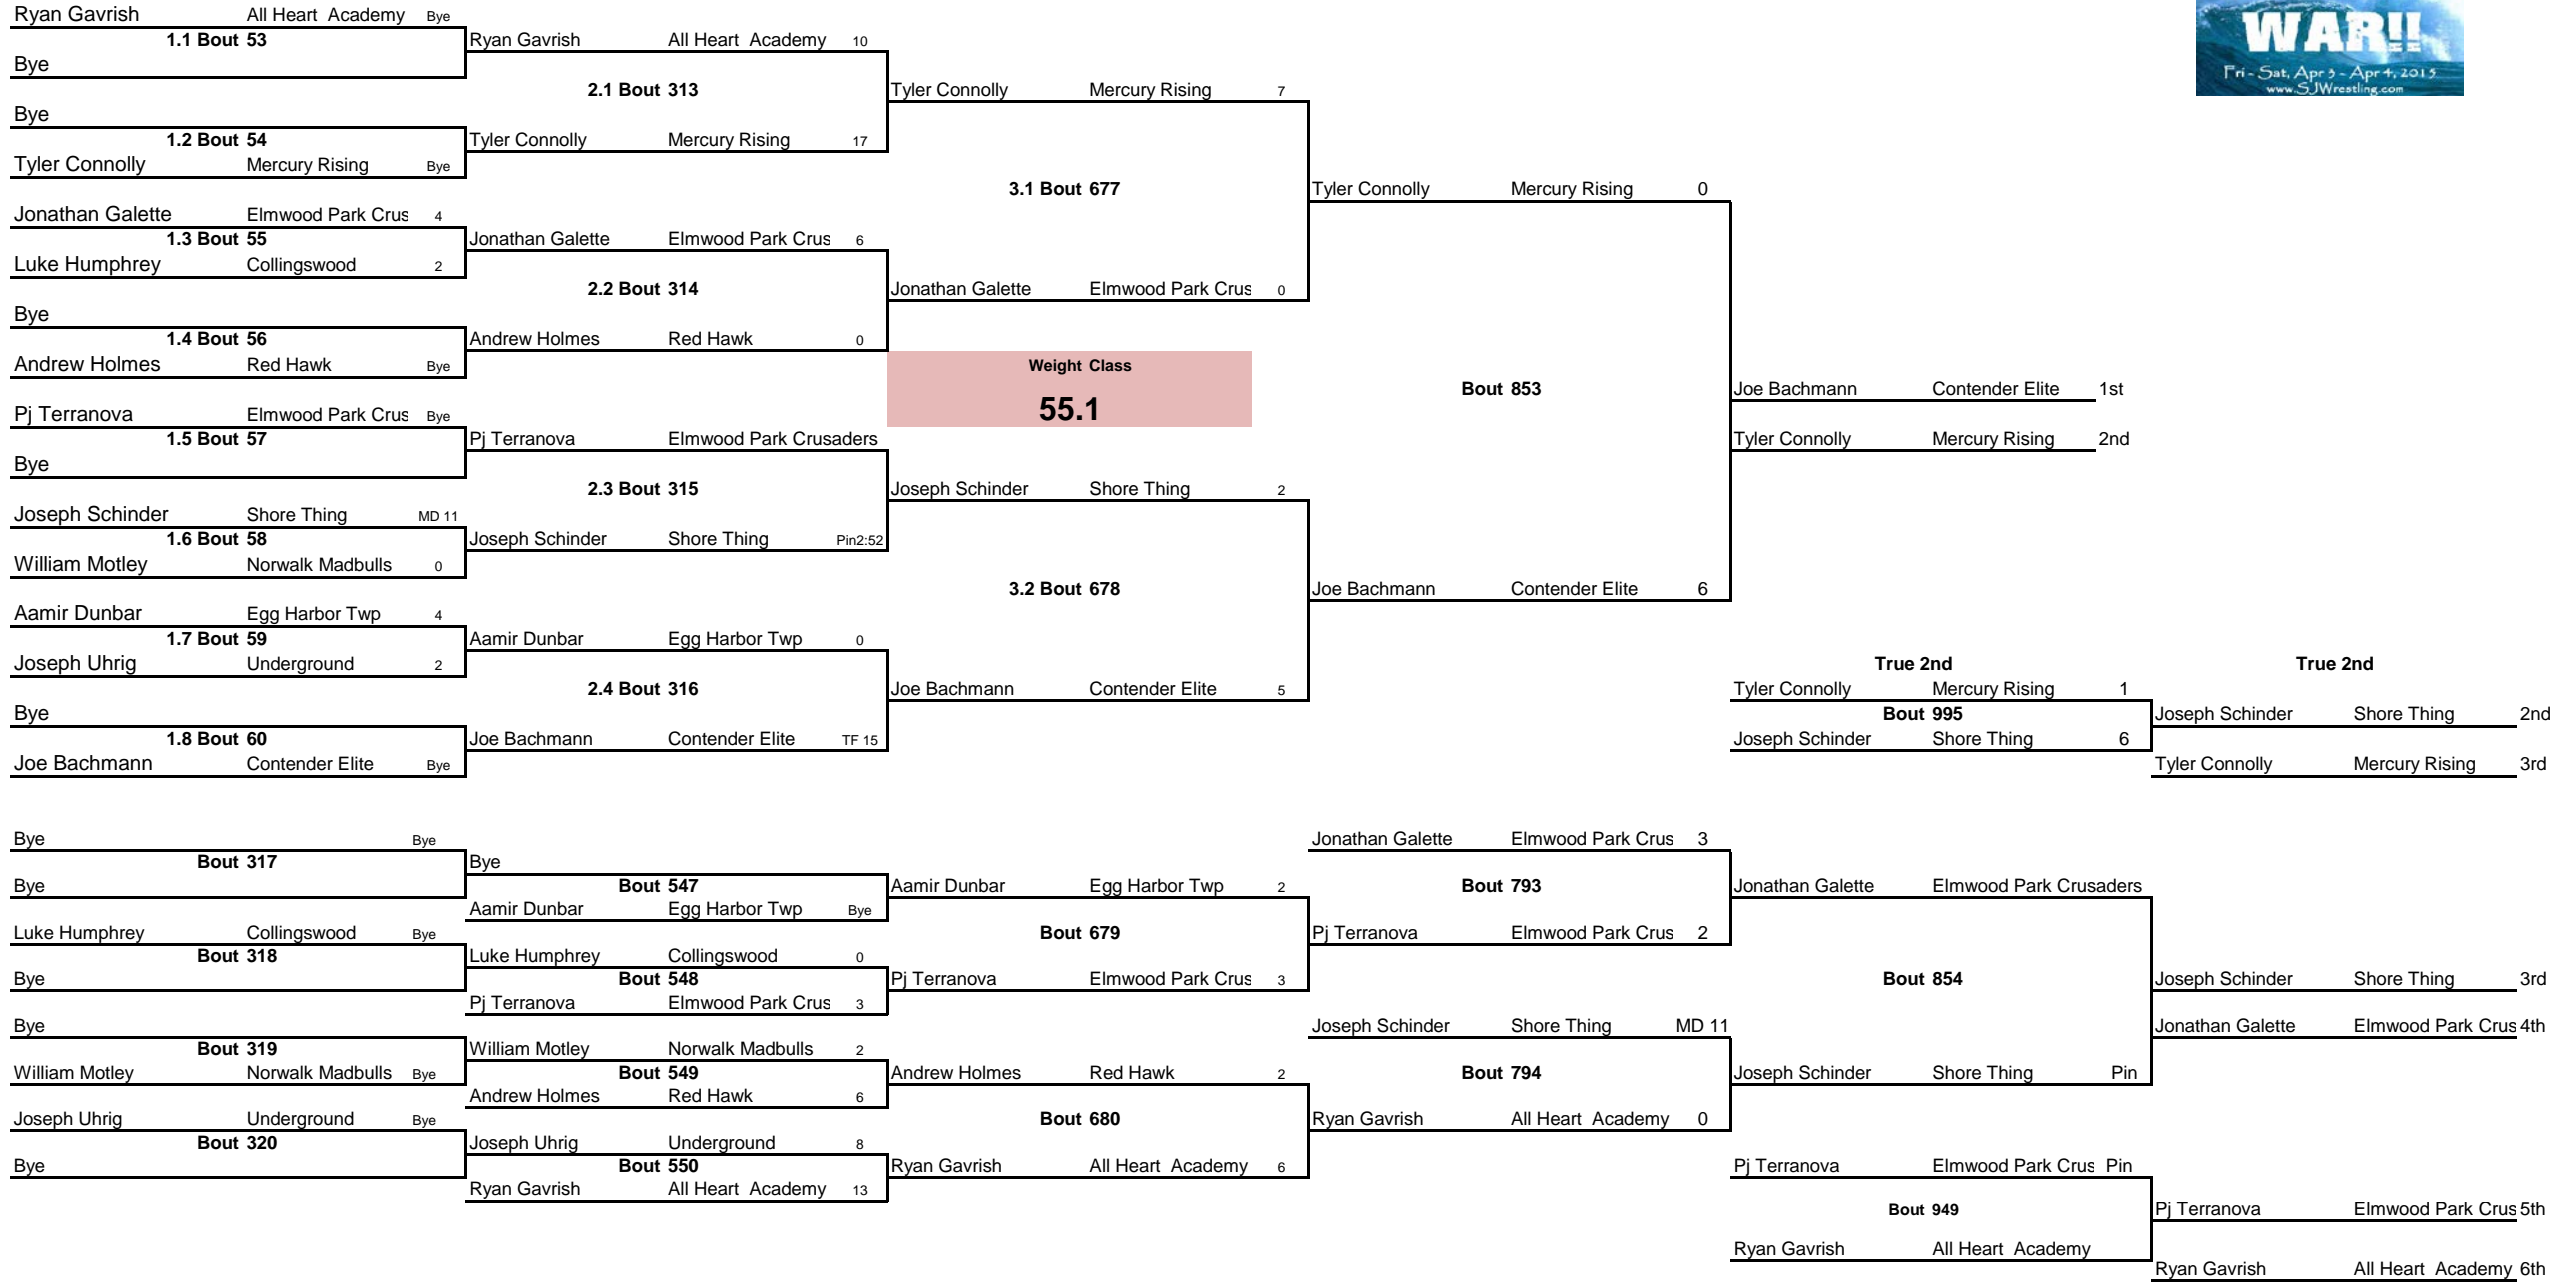 Ryan Gavrish All Heart Academy Bye
1.1 Bout 53
Bye
Bye
1.2 Bout 54
Tyler Connolly Mercury Rising Bye
Jonathan Galette Elmwood Park Crus 4
1.3 Bout 55
Luke Humphrey Collingswood 2
Bye
1.4 Bout 56
Andrew Holmes Red Hawk Bye
Pj Terranova Elmwood Park Crus Bye
1.5 Bout 57
Bye
Joseph Schinder Shore Thing MD 11
1.6 Bout 58
William Motley Norwalk Madbulls 0
Aamir Dunbar Egg Harbor Twp 4
1.7 Bout 59
Joseph Uhrig Underground 2
Bye
1.8 Bout 60
Joe Bachmann Contender Elite Bye
Ryan Gavrish All Heart Academy 10
2.1 Bout 313
Tyler Connolly Mercury Rising 17
Jonathan Galette Elmwood Park Crus 6
2.2 Bout 314
Andrew Holmes Red Hawk 0
Pj Terranova Elmwood Park Crusaders
2.3 Bout 315
Joseph Schinder Shore Thing Pin2:52
Aamir Dunbar Egg Harbor Twp 0
2.4 Bout 316
Joe Bachmann Contender Elite TF 15
Tyler Connolly Mercury Rising 7
3.1 Bout 677
Jonathan Galette Elmwood Park Crus 0
Weight Class
55.1
Joseph Schinder Shore Thing 2
3.2 Bout 678
Joe Bachmann Contender Elite 5
Tyler Connolly Mercury Rising 0
Bout 853
Joe Bachmann Contender Elite 6
Joe Bachmann Contender Elite 1st
Tyler Connolly Mercury Rising 2nd
WAR!!
Fri - Sat, Apr 3 - Apr 4, 2015
www.SJWrestling.com
True 2nd
Tyler Connolly Mercury Rising 1
Bout 995
Joseph Schinder Shore Thing 6
True 2nd
Joseph Schinder Shore Thing 2nd
Tyler Connolly Mercury Rising 3rd
Bye Bye
Bout 317
Bye
Luke Humphrey Collingswood Bye
Bout 318
Bye
Bye
Bout 319
William Motley Norwalk Madbulls Bye
Joseph Uhrig Underground Bye
Bout 320
Bye
Bye
Bout 547
Aamir Dunbar Egg Harbor Twp Bye
Luke Humphrey Collingswood 0
Bout 548
Pj Terranova Elmwood Park Crus 3
William Motley Norwalk Madbulls 2
Bout 549
Andrew Holmes Red Hawk 6
Joseph Uhrig Underground 8
Bout 550
Ryan Gavrish All Heart Academy 13
Aamir Dunbar Egg Harbor Twp 2
Bout 679
Pj Terranova Elmwood Park Crus 3
Andrew Holmes Red Hawk 2
Bout 680
Ryan Gavrish All Heart Academy 6
Jonathan Galette Elmwood Park Crus 3
Bout 793
Pj Terranova Elmwood Park Crus 2
Joseph Schinder Shore Thing MD 11
Bout 794
Ryan Gavrish All Heart Academy 0
Jonathan Galette Elmwood Park Crusaders
Bout 854
Joseph Schinder Shore Thing Pin
Joseph Schinder Shore Thing 3rd
Jonathan Galette Elmwood Park Crus 4th
Pj Terranova Elmwood Park Crus Pin
Bout 949
Ryan Gavrish All Heart Academy
Pj Terranova Elmwood Park Crus 5th
Ryan Gavrish All Heart Academy 6th